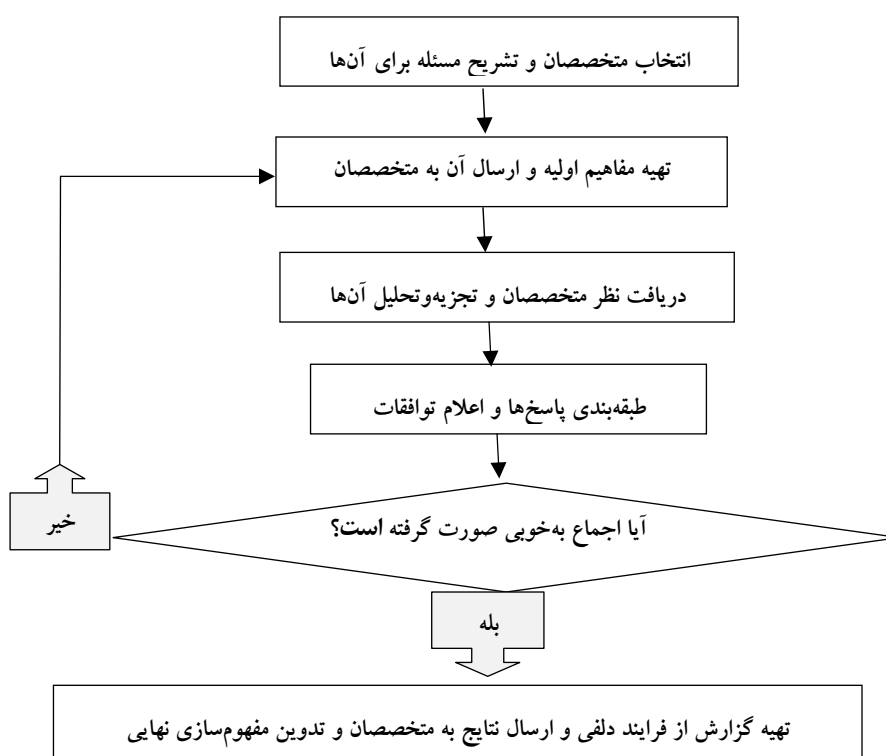 انتخاب متخصصان و تشریح مسئله برای آن‌ها
تهیه مفاهیم اولیه و ارسال آن به متخصصان
دریافت نظر متخصصان و تجزیه‌وتحلیل آن‌ها
طبقه‌بندی پاسخ‌ها و اعلام توافقات
آیا اجماع به‌خوبی صورت گرفته است؟
خیر
بله
تهیه گزارش از فرایند دلفی و ارسال نتایج به متخصصان و تدوین مفهوم‌سازی نهایی